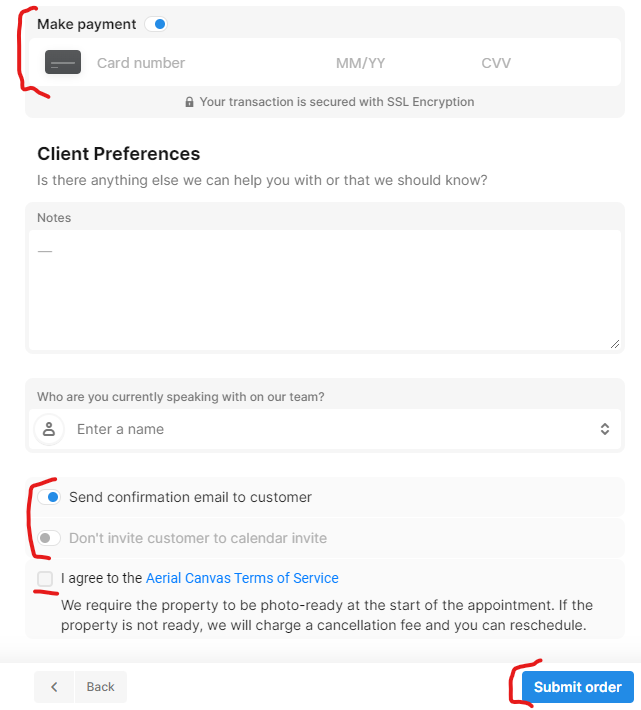 Make payment
Card number MM/YY CVV
Your transaction is secured with SSL Encryption
Client Preferences
Is there anything else we can help you with or that we should know?
Notes
—
Who are you currently speaking with on our team?
Enter a name
Send confirmation email to customer
Don't invite customer to calendar invite
I agree to the Aerial Canvas Terms of Service
We require the property to be photo-ready at the start of the appointment. If the
property is not ready, we will charge a cancellation fee and you can reschedule.
Back Submit order